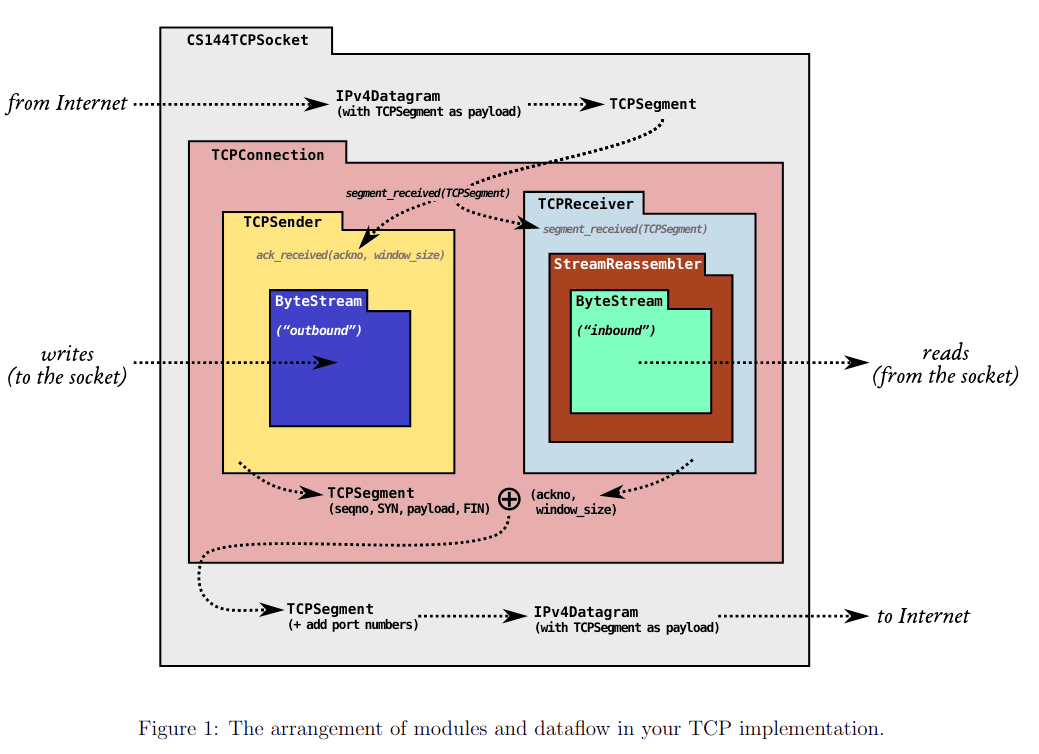 CS144TCPSocket
from Internet
IPv4Datagram
(with TCPSegment as payload)
TCPSegment
TCPConnection
segment_received(TCPSegment)
TCPSender
ack_received(ackno, window_size)
ByteStream
(“outbound”)
TCPReceiver
segment_received(TCPSegment)
StreamReassembler
ByteStream
(“inbound”)
writes
(to the socket)
reads
(from the socket)
TCPSegment
(seqno, SYN, payload, FIN)
(ackno,
window_size)
TCPSegment
(+ add port numbers)
IPv4Datagram
(with TCPSegment as payload)
to Internet
Figure 1: The arrangement of modules and dataflow in your TCP implementation.